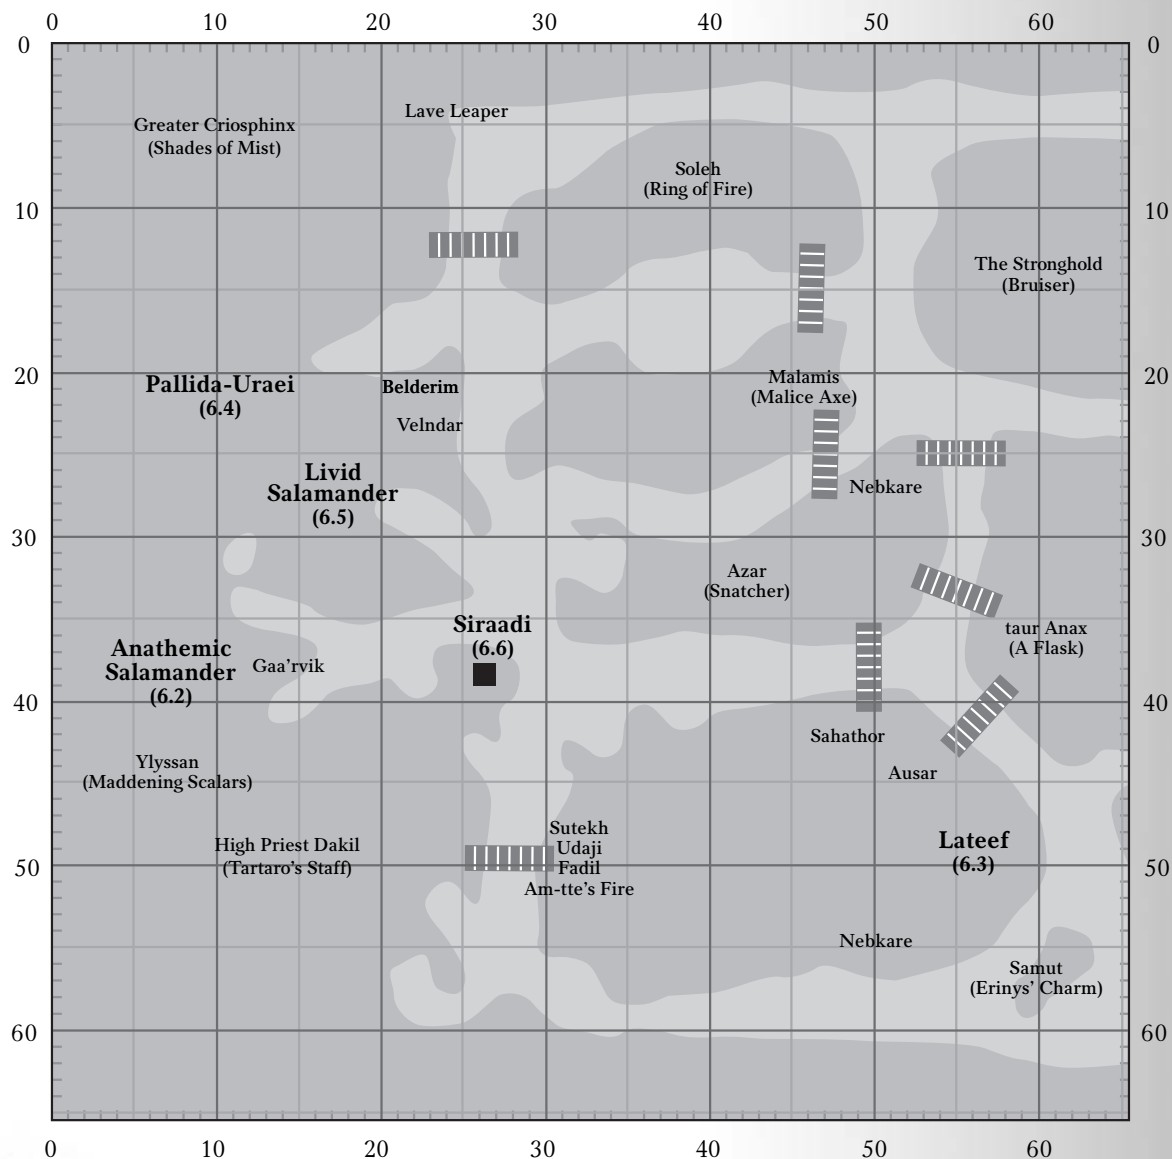 0 10 20 30 40 50 60
0 0
Lave Leaper
Greater Criosphinx
(Shades of Mist)
Soleh
(Ring of Fire)
10 10
The Stronghold
(Bruiser)
20 20
Pallida-Uraei
(6.4)
Belderim
Malamis
(Malice Axe)
Velndar
Livid
Salamander
(6.5)
Nebkare
30 30
Azar
(Snatcher)
Siraadi
(6.6)
taur Anax
(A Flask)
Anathemic
Salamander
(6.2)
Gaa'rvik
40 40
Sahathor
Ylyssan
(Maddening Scalars)
Ausar
High Priest Dakil
(Tartaro's Staff)
Sutekh
Udaji
Fadil
Am-tte's Fire
Lateef
(6.3)
50 50
Nebkare
Samut
(Erinys' Charm)
60 60
0 10 20 30 40 50 60